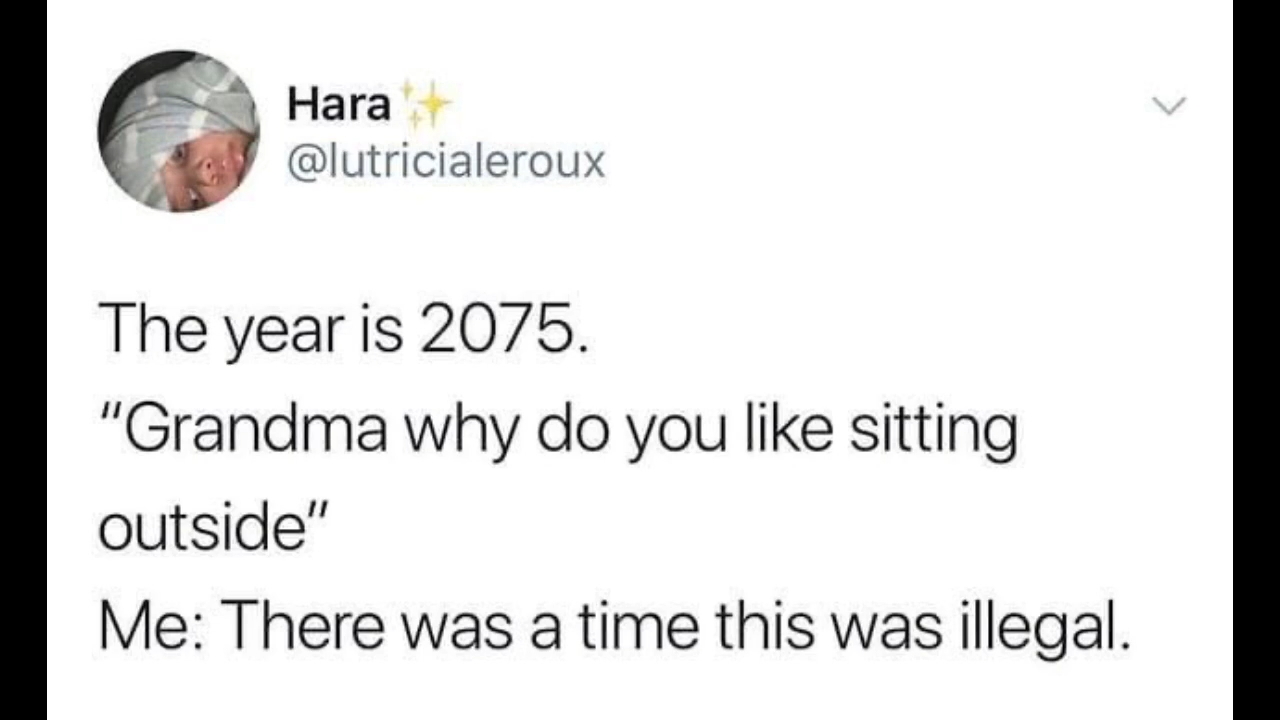 Hara ✨
@lutricialeroux
The year is 2075.
"Grandma why do you like sitting
outside"
Me: There was a time this was illegal.